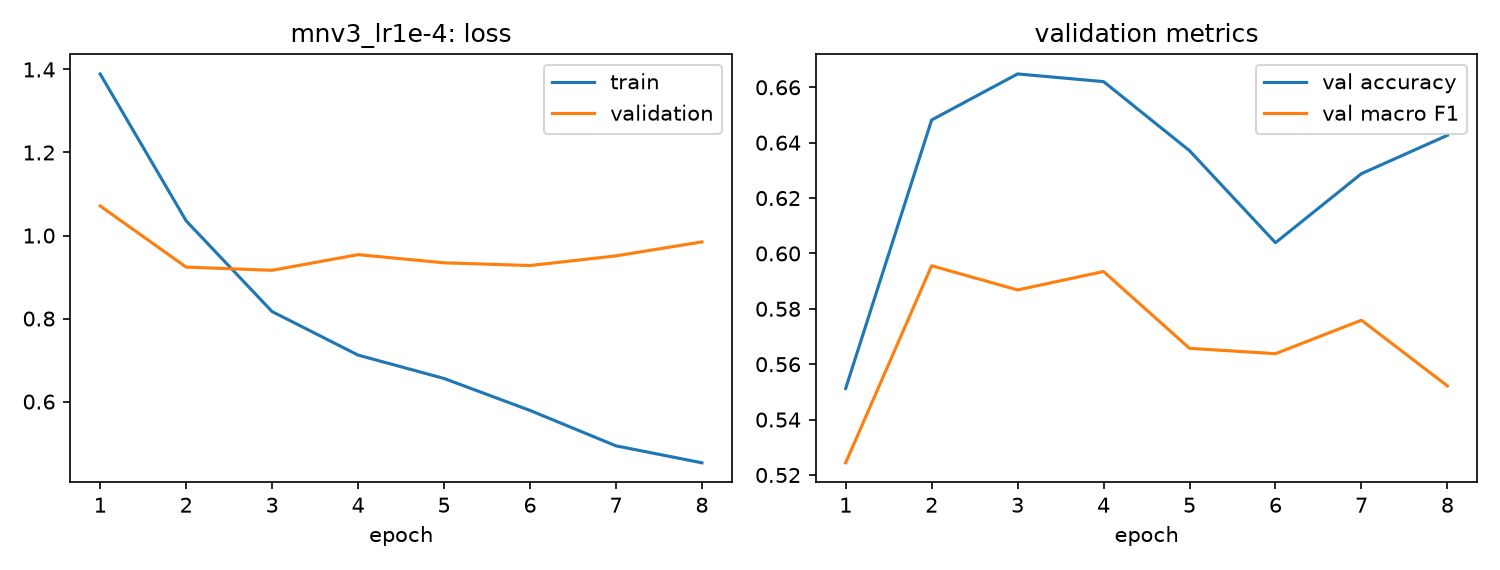 mnv3_lr1e-4: loss
1.4
1.2
1.0
0.8
0.6
train
validation
1 2 3 4 5 6 7 8
epoch
validation metrics
0.66
0.64
0.62
0.60
0.58
0.56
0.54
0.52
val accuracy
val macro F1
1 2 3 4 5 6 7 8
epoch